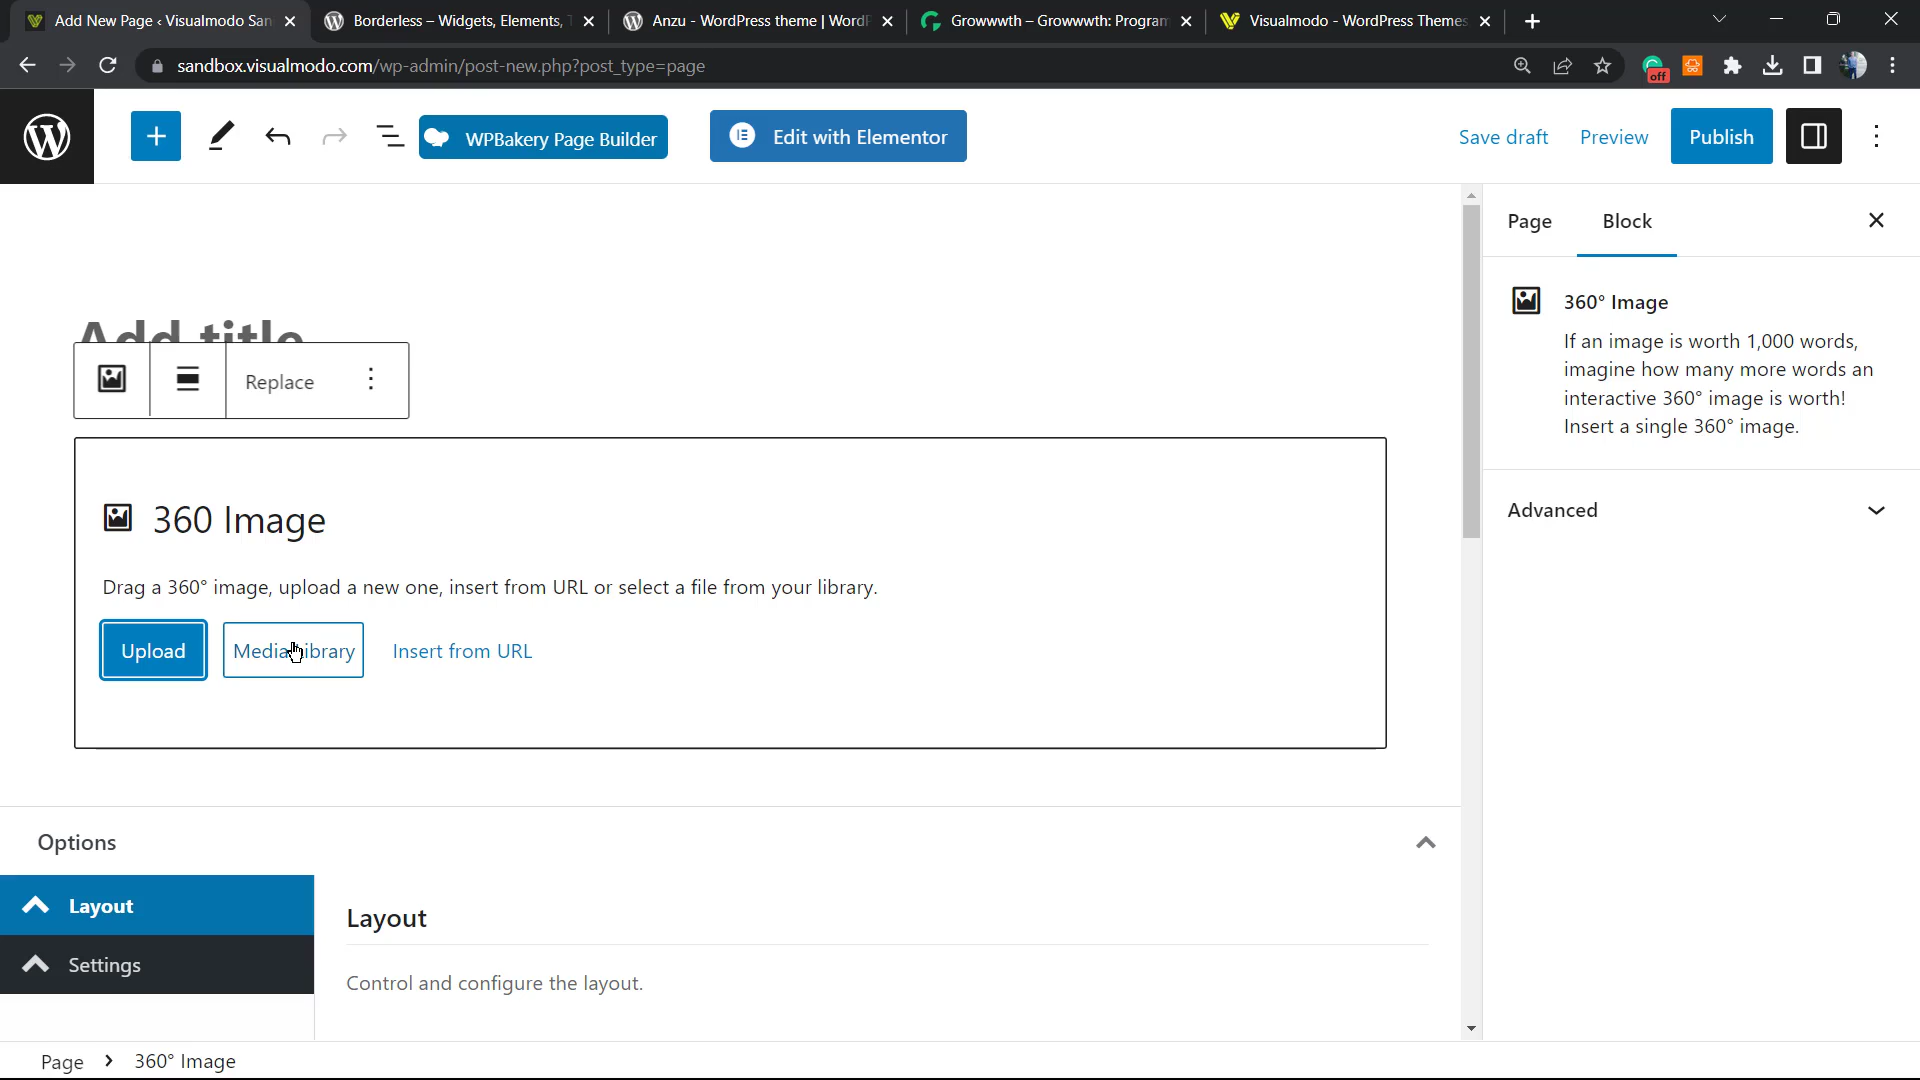 Add New Page ‹ Visualmodo San
Borderless – Widgets, Elements,
Anzu - WordPress theme | WordP
Growwwth – Growwwth: Program
Visualmodo - WordPress Themes
sandbox.visualmodo.com/wp-admin/post-new.php?post_type=page
off
WPBakery Page Builder
Edit with Elementor
Save draft
Preview
Publish
Page
Block
360° Image
If an image is worth 1,000 words,
imagine how many more words an
interactive 360° image is worth!
Insert a single 360° image.
Advanced
Add title
Replace
360 Image
Drag a 360° image, upload a new one, insert from URL or select a file from your library.
Upload
Media Library
Insert from URL
Options
Layout
Settings
Layout
Control and configure the layout.
Page
360° Image